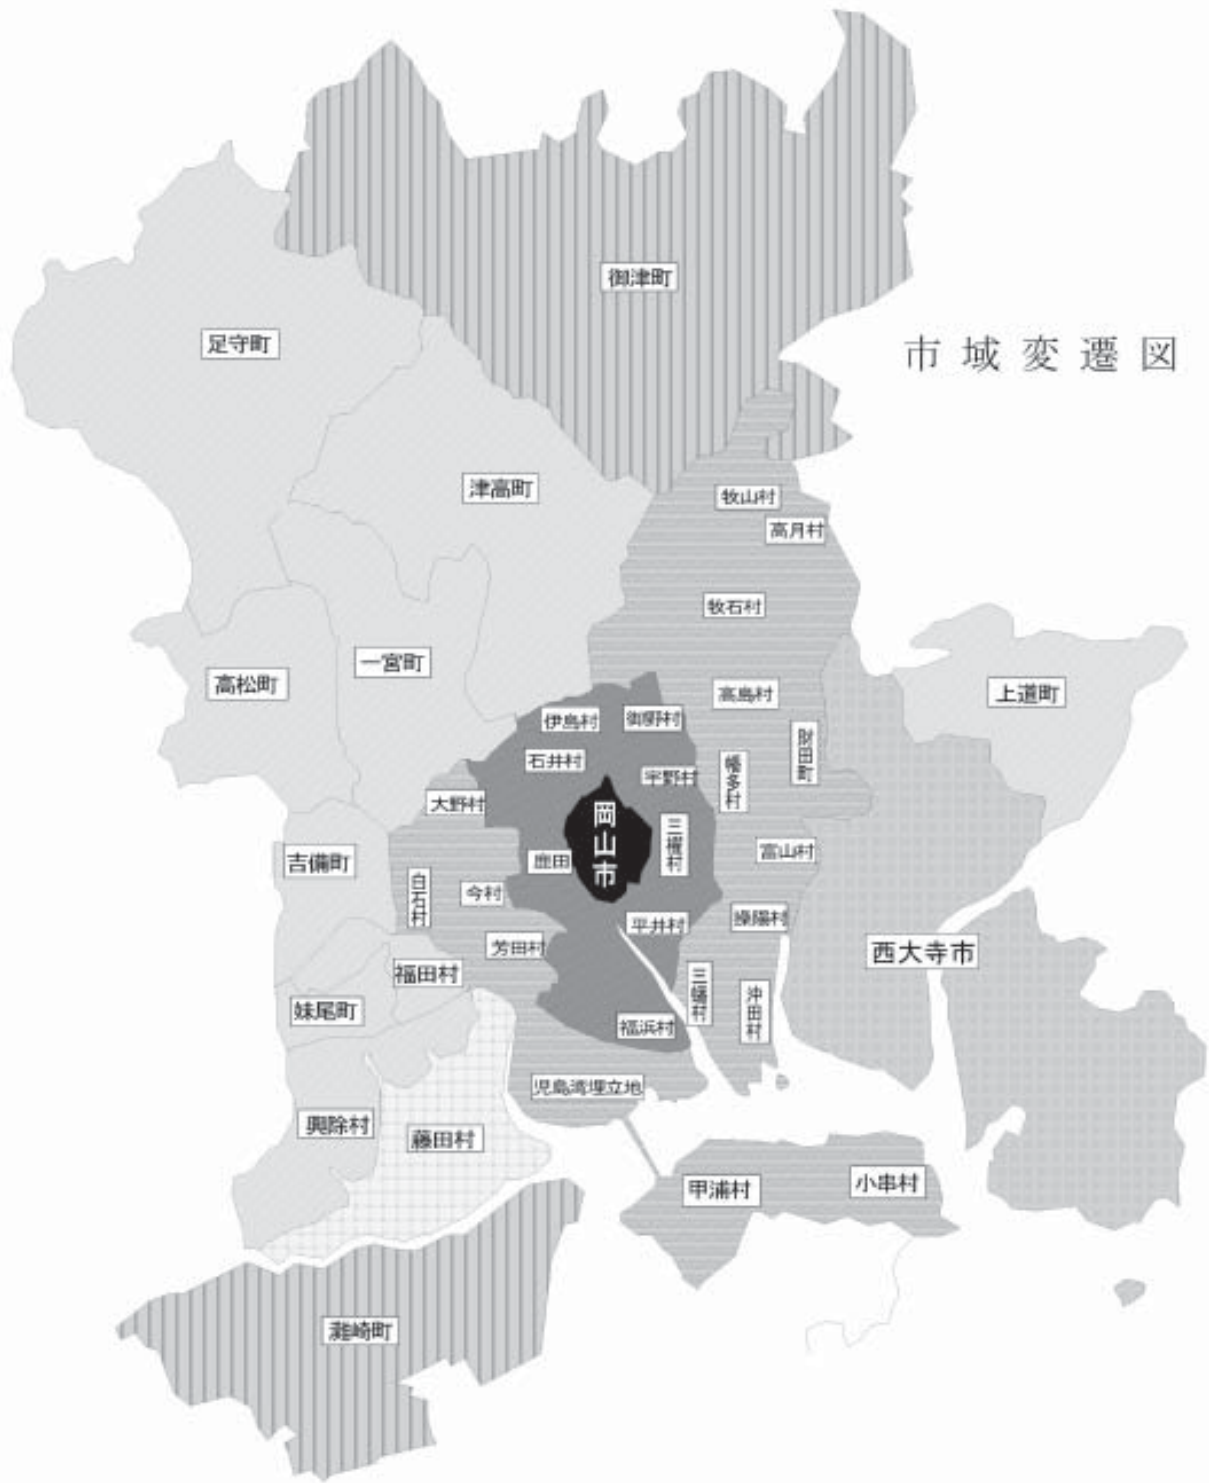 御津町
足守町
市域変遷図
津高町
牧山村
高月村
牧石村
一宮町
高松町
高島村
上道町
伊島村
御野村
財田町
石井村
宇野村
幡多村
大野村
岡山市
三櫂村
富山村
吉備町
鹿田
白石村
今村
操陽村
平井村
芳田村
西大寺市
福田村
三蟠村
沖田村
妹尾町
福浜村
児島湾埋立地
興除村
藤田村
甲浦村
小串村
灘崎町